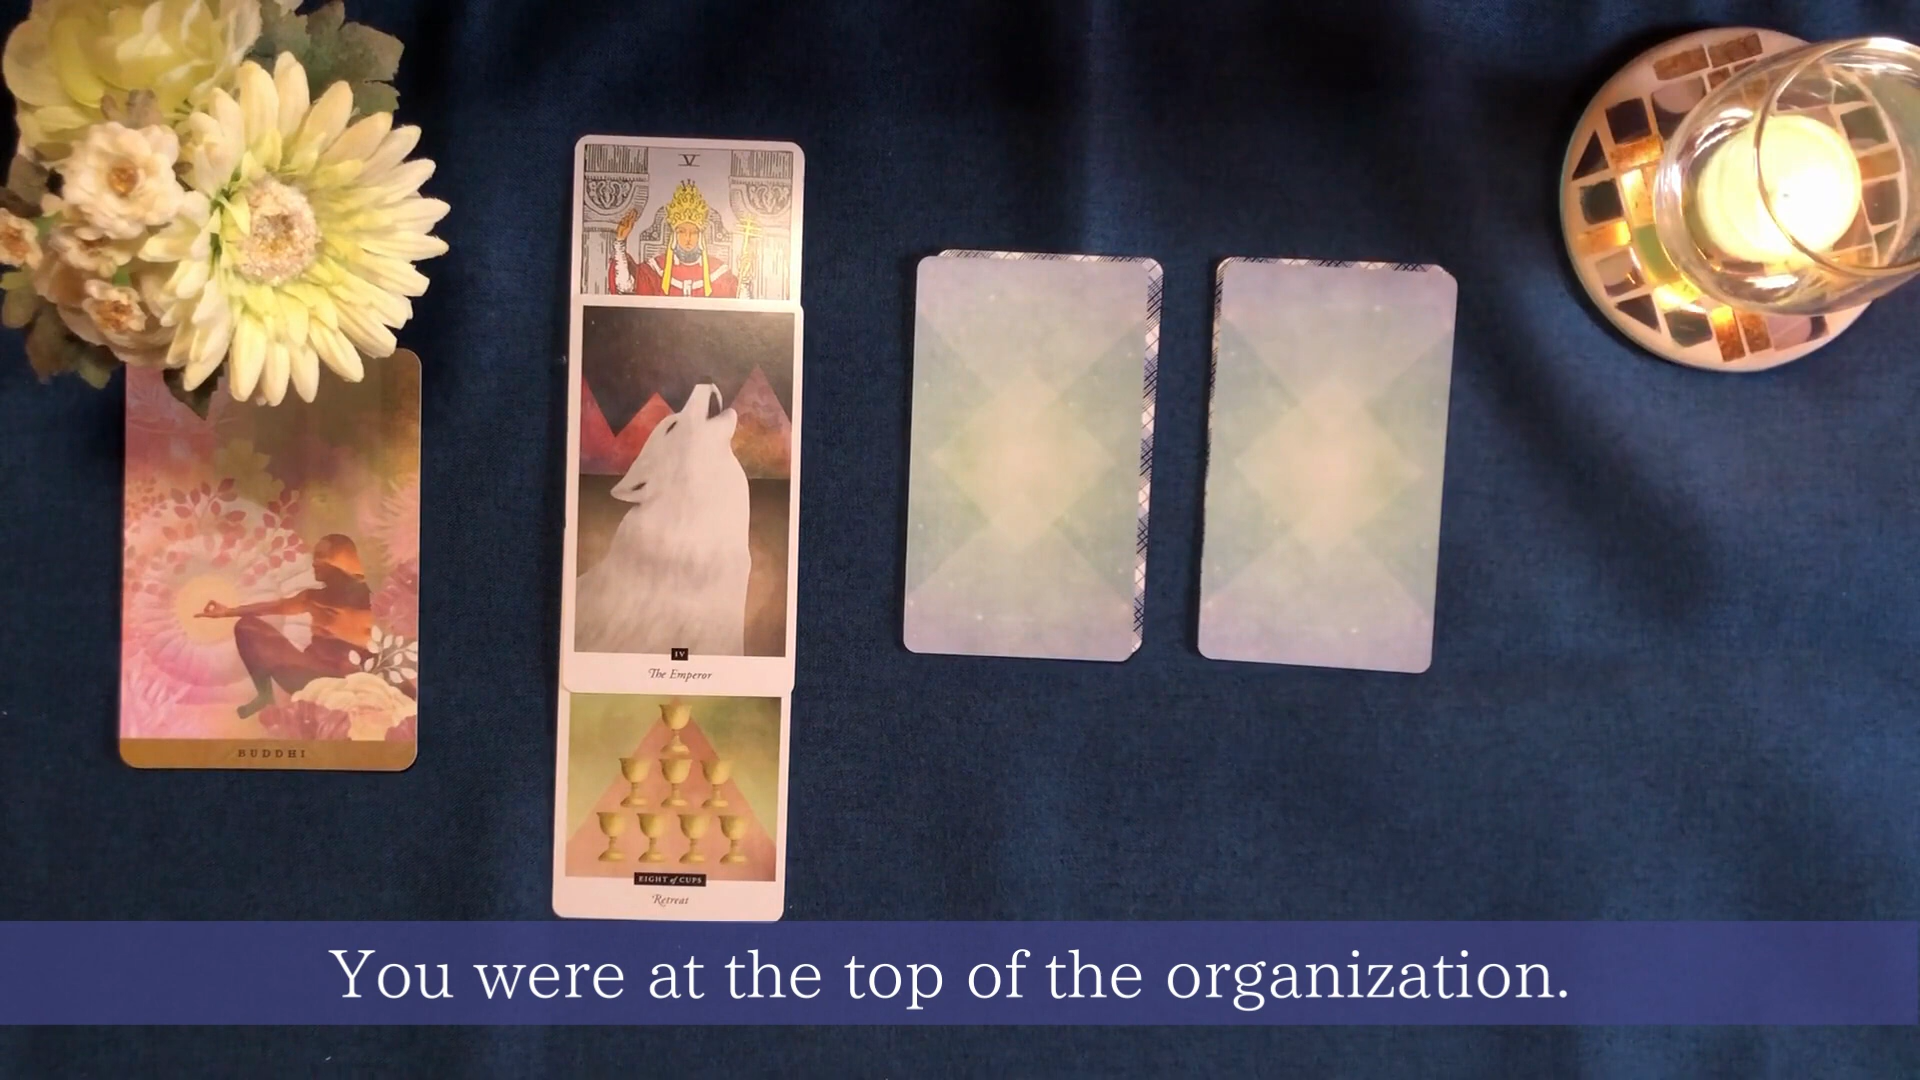 V
IV
The Emperor
BUDDHI
EIGHT of CUPS
Retreat
You were at the top of the organization.